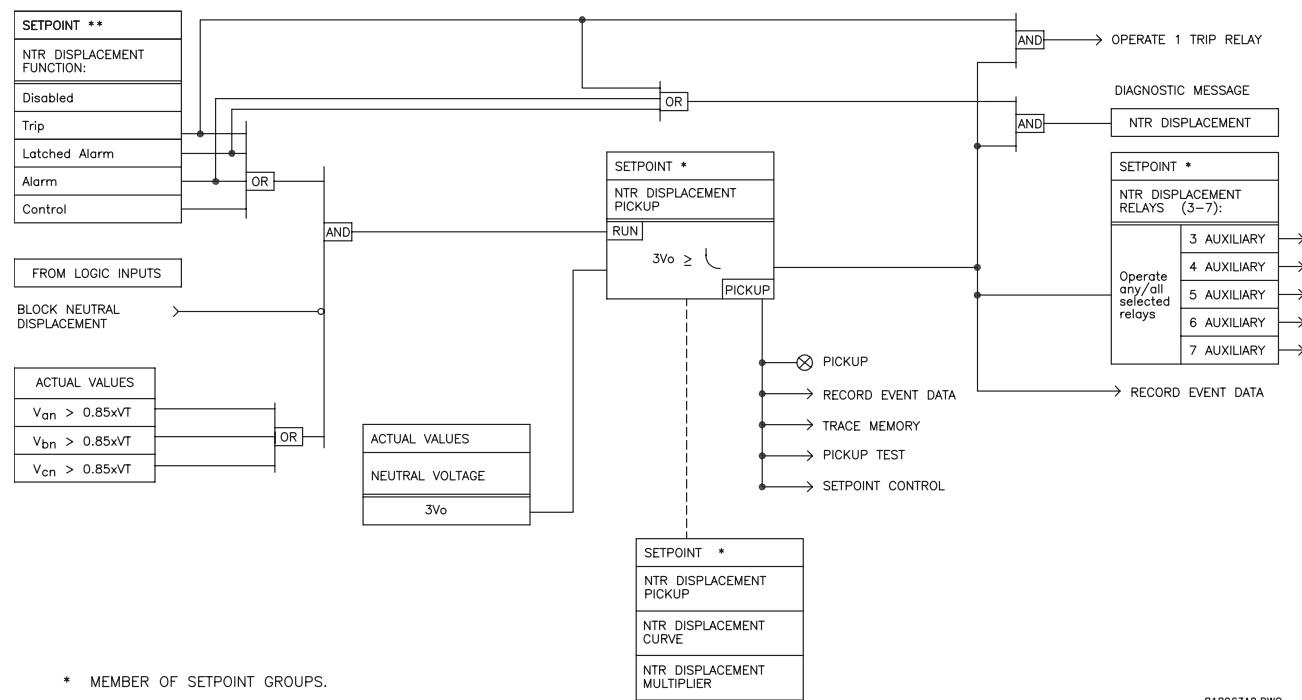 SETPOINT **
NTR DISPLACEMENT
FUNCTION:
Disabled
Trip
Latched Alarm
Alarm
Control
OR
AND
FROM LOGIC INPUTS
BLOCK NEUTRAL
DISPLACEMENT
ACTUAL VALUES
Van > 0.85xVT
Vbn > 0.85xVT
Vcn > 0.85xVT
OR
ACTUAL VALUES
NEUTRAL VOLTAGE
3Vo
OR
SETPOINT *
NTR DISPLACEMENT
PICKUP
RUN
3Vo ≥
PICKUP
PICKUP
RECORD EVENT DATA
TRACE MEMORY
PICKUP TEST
SETPOINT CONTROL
SETPOINT *
NTR DISPLACEMENT
PICKUP
NTR DISPLACEMENT
CURVE
NTR DISPLACEMENT
MULTIPLIER
AND
OPERATE 1 TRIP RELAY
DIAGNOSTIC MESSAGE
AND
NTR DISPLACEMENT
SETPOINT *
NTR DISPLACEMENT
RELAYS (3-7):
Operate
any/all
selected
relays
3 AUXILIARY
4 AUXILIARY
5 AUXILIARY
6 AUXILIARY
7 AUXILIARY
RECORD EVENT DATA
* MEMBER OF SETPOINT GROUPS.